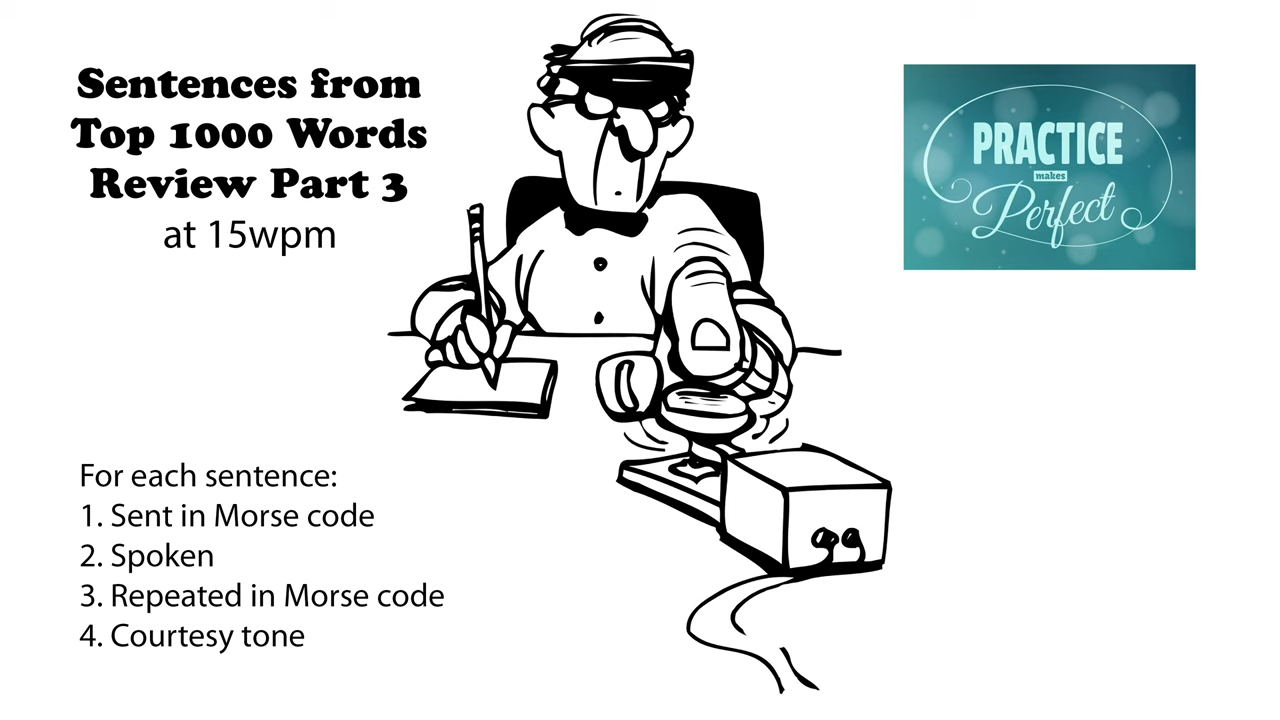 Sentences from
Top 1000 Words
Review Part 3
at 15wpm
PRACTICE
makes
Perfect
For each sentence:
1. Sent in Morse code
2. Spoken
3. Repeated in Morse code
4. Courtesy tone